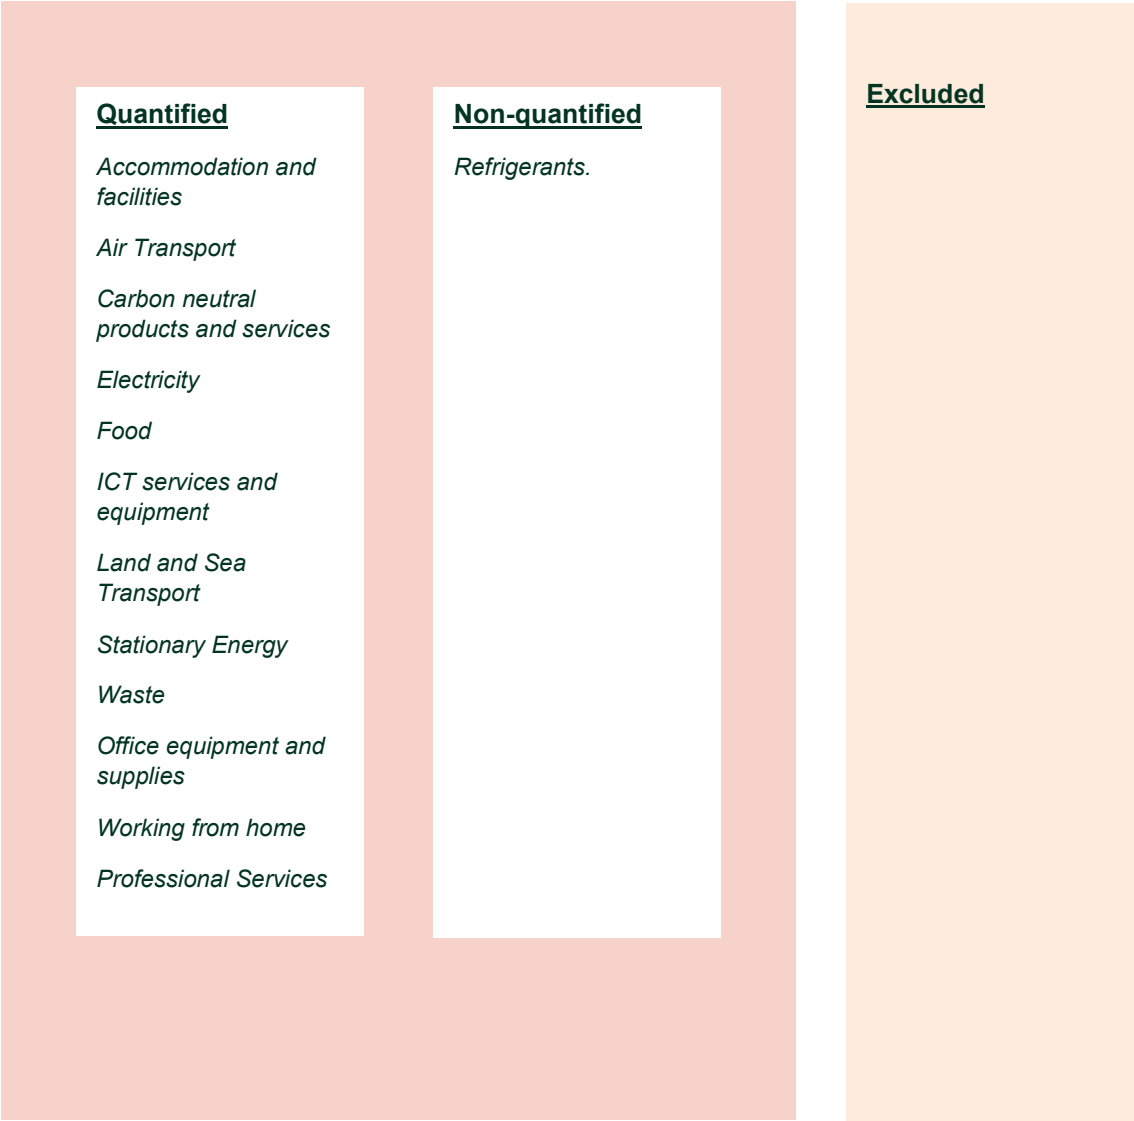 Quantified
Accommodation and
facilities
Air Transport
Carbon neutral
products and services
Electricity
Food
ICT services and
equipment
Land and Sea
Transport
Stationary Energy
Waste
Office equipment and
supplies
Working from home
Professional Services
Non-quantified
Refrigerants.
Excluded